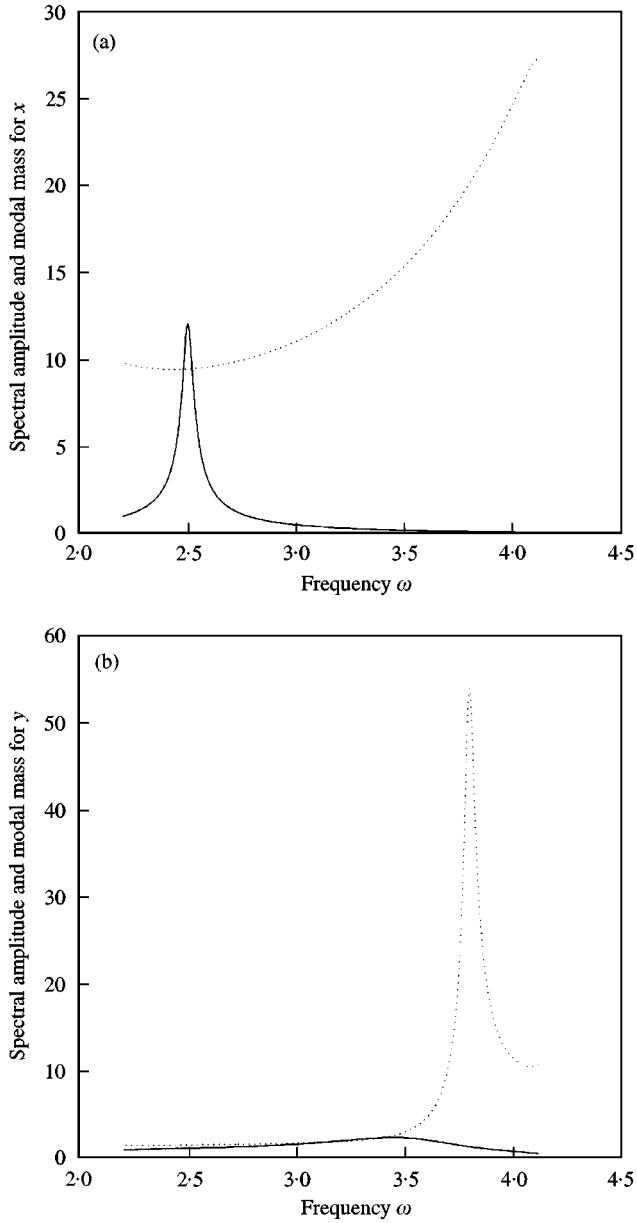 (a)
Spectral amplitude and modal mass for x
30
25
20
15
10
5
0
2·0 2·5 3·0 3·5 4·0 4·5
Frequency ω
(b)
Spectral amplitude and modal mass for y
60
50
40
30
20
10
0
2·0 2·5 3·0 3·5 4·0 4·5
Frequency ω